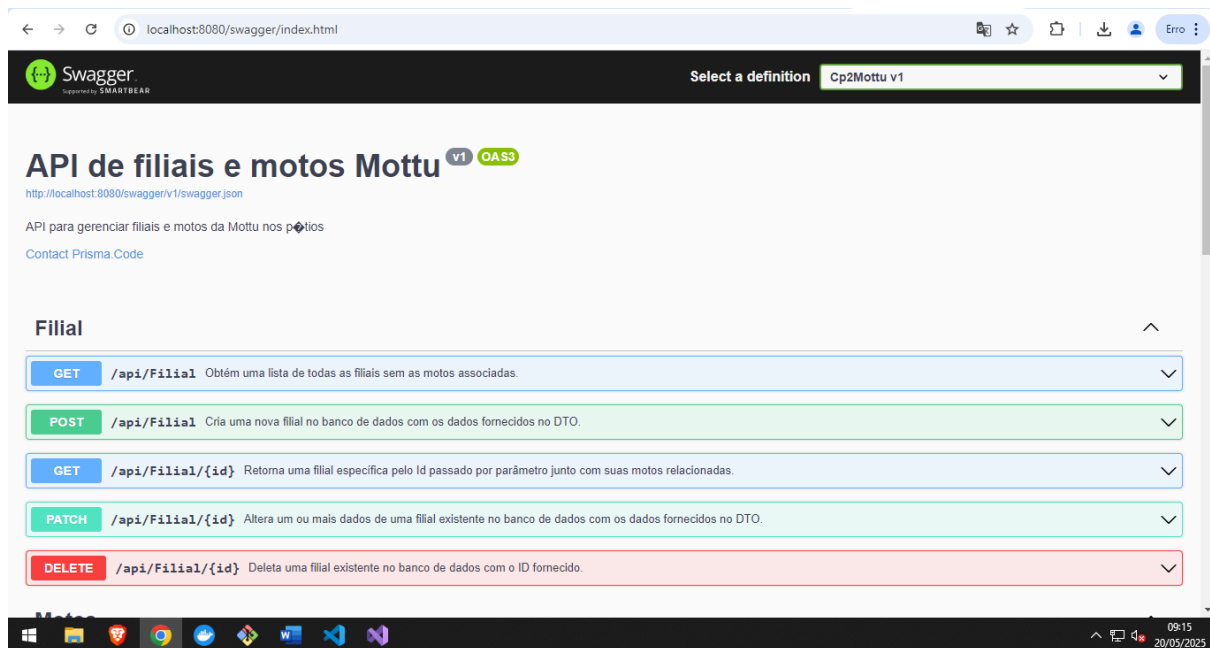 localhost:8080/swagger/index.html
Erro
Swagger.
Supported by SMARTBEAR
Select a definition
Cp2Mottu v1
API de filiais e motos Mottu v1 OAS3
http://localhost:8080/swagger/v1/swagger.json
API para gerenciar filiais e motos da Mottu nos p�tios
Contact Prisma.Code
Filial
GET /api/Filial Obtém uma lista de todas as filiais sem as motos associadas.
POST /api/Filial Cria uma nova filial no banco de dados com os dados fornecidos no DTO.
GET /api/Filial/{id} Retorna uma filial específica pelo Id passado por parâmetro junto com suas motos relacionadas.
PATCH /api/Filial/{id} Altera um ou mais dados de uma filial existente no banco de dados com os dados fornecidos no DTO.
DELETE /api/Filial/{id} Deleta uma filial existente no banco de dados com o ID fornecido.
09:15
20/05/2025